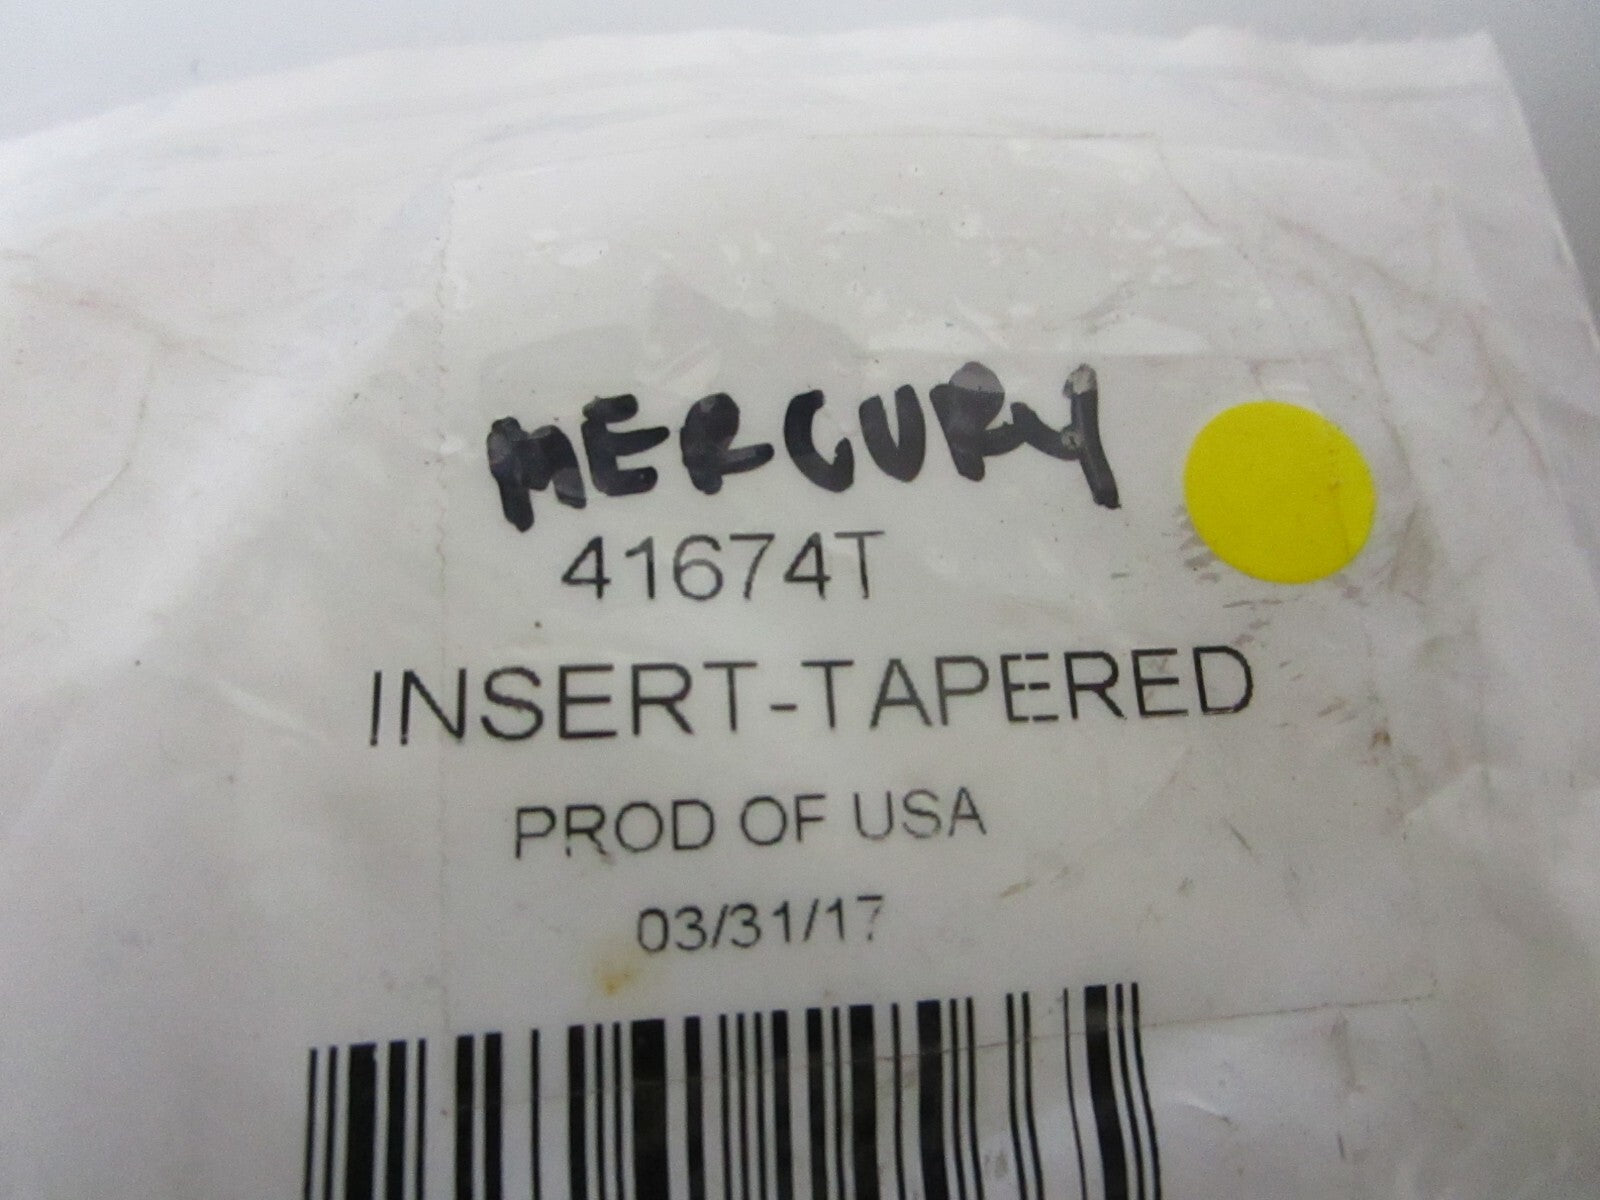 MERCURY
41674T
INSERT-TAPERED
PROD OF USA
03/31/17